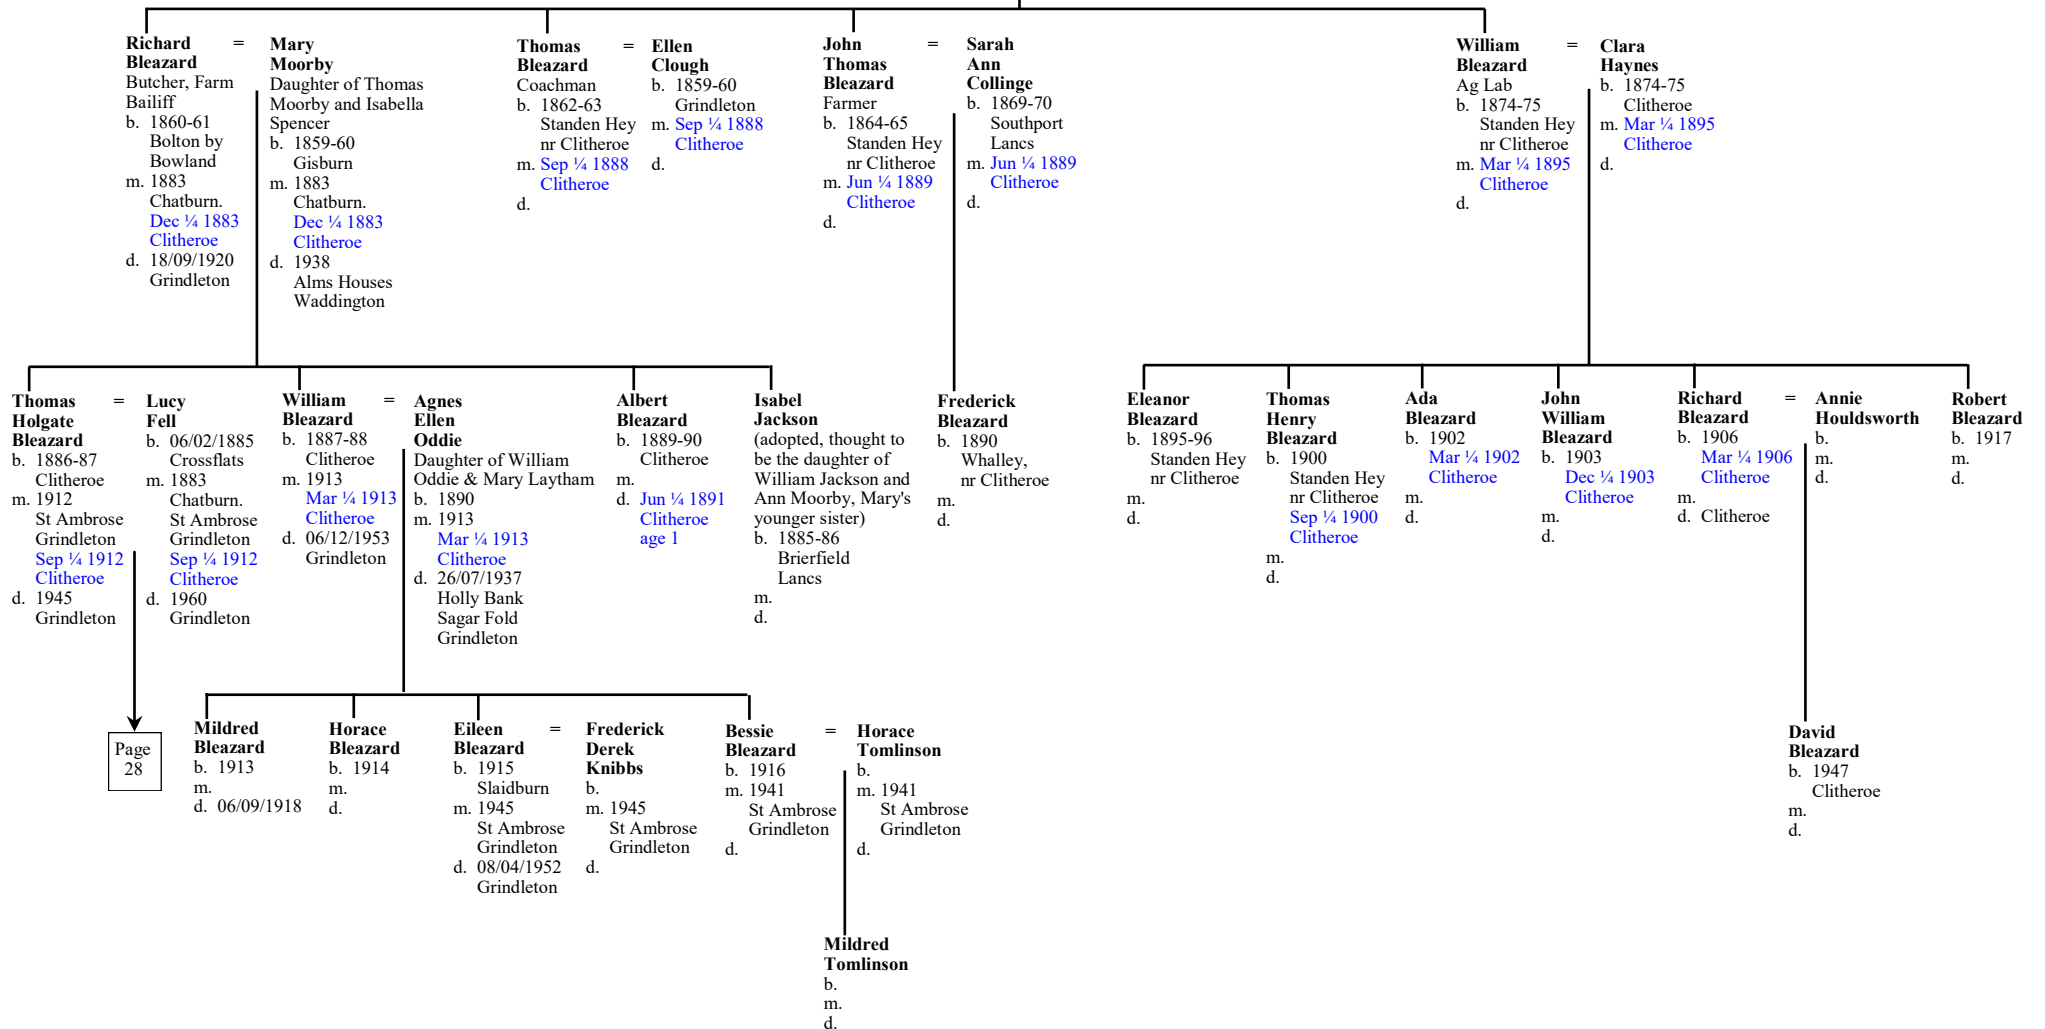 Richard =
Bleazard
Butcher, Farm
Bailiff
b. 1860-61
Bolton by
Bowland
m. 1883
Chatburn.
Dec ¼ 1883
Clitheroe
d. 18/09/1920
Grindleton
Mary
Moorby
Daughter of Thomas
Moorby and Isabella
Spencer
b. 1859-60
Gisburn
m. 1883
Chatburn.
Dec ¼ 1883
Clitheroe
d. 1938
Alms Houses
Waddington
Thomas =
Bleazard
Coachman
b. 1862-63
Standen Hey
nr Clitheroe
m. Sep ¼ 1888
Clitheroe
d.
Ellen
Clough
b. 1859-60
Grindleton
m. Sep ¼ 1888
Clitheroe
d.
John =
Thomas
Bleazard
Farmer
b. 1864-65
Standen Hey
nr Clitheroe
m. Jun ¼ 1889
Clitheroe
d.
Sarah
Ann
Collinge
b. 1869-70
Southport
Lancs
m. Jun ¼ 1889
Clitheroe
d.
William =
Bleazard
Ag Lab
b. 1874-75
Standen Hey
nr Clitheroe
m. Mar ¼ 1895
Clitheroe
d.
Clara
Haynes
b. 1874-75
Clitheroe
m. Mar ¼ 1895
Clitheroe
d.
Thomas =
Holgate
Bleazard
b. 1886-87
Clitheroe
m. 1912
St Ambrose
Grindleton
Sep ¼ 1912
Clitheroe
d. 1945
Grindleton
Lucy
Fell
b. 06/02/1885
Crossflats
m. 1883
Chatburn.
St Ambrose
Grindleton
Sep ¼ 1912
Clitheroe
d. 1960
Grindleton
William =
Bleazard
b. 1887-88
Clitheroe
m. 1913
Mar ¼ 1913
Clitheroe
d. 06/12/1953
Grindleton
Agnes
Ellen
Oddie
Daughter of William
Oddie & Mary Laytham
b. 1890
m. 1913
Mar ¼ 1913
Clitheroe
d. 26/07/1937
Holly Bank
Sagar Fold
Grindleton
Albert
Bleazard
b. 1889-90
Clitheroe
m.
d. Jun ¼ 1891
Clitheroe
age 1
Isabel
Jackson
(adopted, thought to
be the daughter of
William Jackson and
Ann Moorby, Mary's
younger sister)
b. 1885-86
Brierfield
Lancs
m.
d.
Frederick
Bleazard
b. 1890
Whalley,
nr Clitheroe
m.
d.
Eleanor
Bleazard
b. 1895-96
Standen Hey
nr Clitheroe
m.
d.
Thomas
Henry
Bleazard
b. 1900
Standen Hey
nr Clitheroe
Sep ¼ 1900
Clitheroe
m.
d.
Ada
Bleazard
b. 1902
Mar ¼ 1902
Clitheroe
m.
d.
John
William
Bleazard
b. 1903
Dec ¼ 1903
Clitheroe
m.
d.
Richard =
Bleazard
b. 1906
Mar ¼ 1906
Clitheroe
m.
d. Clitheroe
Annie
Houldsworth
b.
m.
d.
Robert
Bleazard
b. 1917
m.
d.
Page
28
Mildred
Bleazard
b. 1913
m.
d. 06/09/1918
Horace
Bleazard
b. 1914
m.
d.
Eileen =
Bleazard
b. 1915
Slaidburn
m. 1945
St Ambrose
Grindleton
d. 08/04/1952
Grindleton
Frederick
Derek
Knibbs
b.
m. 1945
St Ambrose
Grindleton
d.
Bessie =
Bleazard
b. 1916
m. 1941
St Ambrose
Grindleton
d.
Horace
Tomlinson
b.
m. 1941
St Ambrose
Grindleton
d.
David
Bleazard
b. 1947
Clitheroe
m.
d.
Mildred
Tomlinson
b.
m.
d.